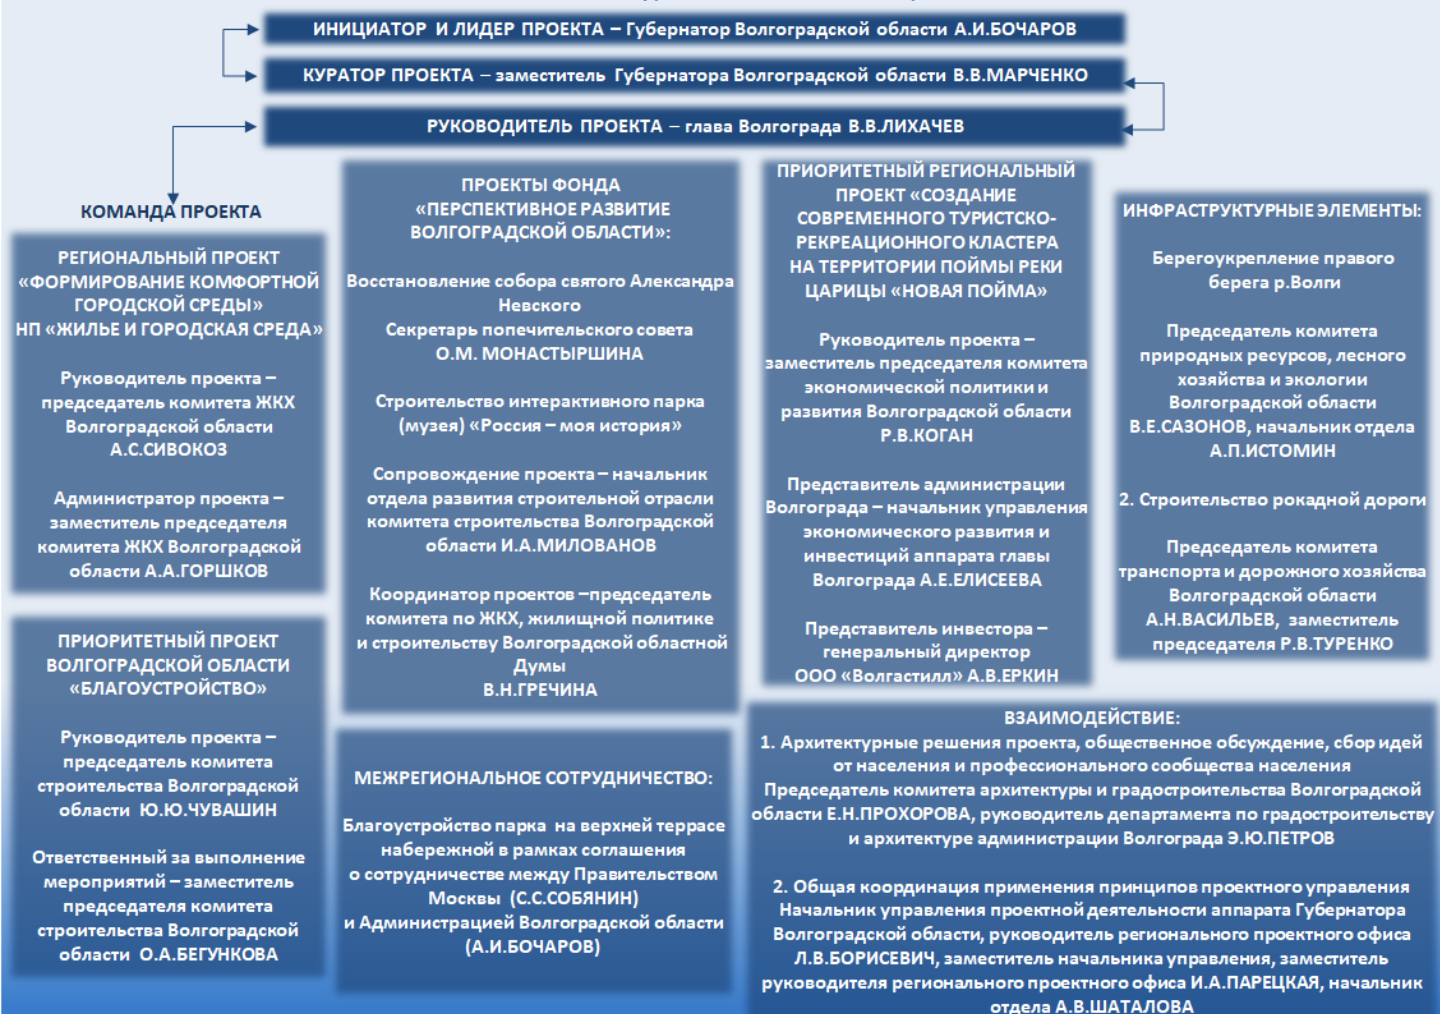 ИНИЦИАТОР И ЛИДЕР ПРОЕКТА – Губернатор Волгоградской области А.И.БОЧАРОВ
КУРАТОР ПРОЕКТА – заместитель Губернатора Волгоградской области В.В.МАРЧЕНКО
РУКОВОДИТЕЛЬ ПРОЕКТА – глава Волгограда В.В.ЛИХАЧЕВ
КОМАНДА ПРОЕКТА
РЕГИОНАЛЬНЫЙ ПРОЕКТ
«ФОРМИРОВАНИЕ КОМФОРТНОЙ
ГОРОДСКОЙ СРЕДЫ»
НП «ЖИЛЬЕ И ГОРОДСКАЯ СРЕДА»
Руководитель проекта –
председатель комитета ЖКХ
Волгоградской области
А.С.СИВОКОЗ
Администратор проекта –
заместитель председателя
комитета ЖКХ Волгоградской
области А.А.ГОРШКОВ
ПРИОРИТЕТНЫЙ ПРОЕКТ
ВОЛГОГРАДСКОЙ ОБЛАСТИ
«БЛАГОУСТРОЙСТВО»
Руководитель проекта –
председатель комитета
строительства Волгоградской
области Ю.Ю.ЧУВАШИН
Ответственный за выполнение
мероприятий – заместитель
председателя комитета
строительства Волгоградской
области О.А.БЕГУНКОВА
ПРОЕКТЫ ФОНДА
«ПЕРСПЕКТИВНОЕ РАЗВИТИЕ
ВОЛГОГРАДСКОЙ ОБЛАСТИ»:
Восстановление собора святого Александра
Невского
Секретарь попечительского совета
О.М. МОНАСТЫРШИНА
Строительство интерактивного парка
(музея) «Россия – моя история»
Сопровождение проекта – начальник
отдела развития строительной отрасли
комитета строительства Волгоградской
области И.А.МИЛОВАНОВ
Координатор проектов –председатель
комитета по ЖКХ, жилищной политике
и строительству Волгоградской областной
Думы
В.Н.ГРЕЧИНА
МЕЖРЕГИОНАЛЬНОЕ СОТРУДНИЧЕСТВО:
Благоустройство парка на верхней террасе
набережной в рамках соглашения
о сотрудничестве между Правительством
Москвы (С.С.СОБЯНИН)
и Администрацией Волгоградской области
(А.И.БОЧАРОВ)
ПРИОРИТЕТНЫЙ РЕГИОНАЛЬНЫЙ
ПРОЕКТ «СОЗДАНИЕ
СОВРЕМЕННОГО ТУРИСТСКО-
РЕКРЕАЦИОННОГО КЛАСТЕРА
НА ТЕРРИТОРИИ ПОЙМЫ РЕКИ
ЦАРИЦЫ «НОВАЯ ПОЙМА»
Руководитель проекта –
заместитель председателя комитета
экономической политики и
развития Волгоградской области
Р.В.КОГАН
Представитель администрации
Волгограда – начальник управления
экономического развития и
инвестиций аппарата главы
Волгограда А.Е.ЕЛИСЕЕВА
Представитель инвестора –
генеральный директор
ООО «Волгастилл» А.В.ЕРКИН
ИНФРАСТРУКТУРНЫЕ ЭЛЕМЕНТЫ:
Берегоукрепление правого
берега р.Волги
Председатель комитета
природных ресурсов, лесного
хозяйства и экологии
Волгоградской области
В.Е.САЗОНОВ, начальник отдела
А.П.ИСТОМИН
2. Строительство рокадной дороги
Председатель комитета
транспорта и дорожного хозяйства
Волгоградской области
А.Н.ВАСИЛЬЕВ, заместитель
председателя Р.В.ТУРЕНКО
ВЗАИМОДЕЙСТВИЕ:
1. Архитектурные решения проекта, общественное обсуждение, сбор идей
от населения и профессионального сообщества населения
Председатель комитета архитектуры и градостроительства Волгоградской
области Е.Н.ПРОХОРОВА, руководитель департамента по градостроительству
и архитектуре администрации Волгограда Э.Ю.ПЕТРОВ
2. Общая координация применения принципов проектного управления
Начальник управления проектной деятельности аппарата Губернатора
Волгоградской области, руководитель регионального проектного офиса
Л.В.БОРИСЕВИЧ, заместитель начальника управления, заместитель
руководителя регионального проектного офиса И.А.ПАРЕЦКАЯ, начальник
отдела А.В.ШАТАЛОВА